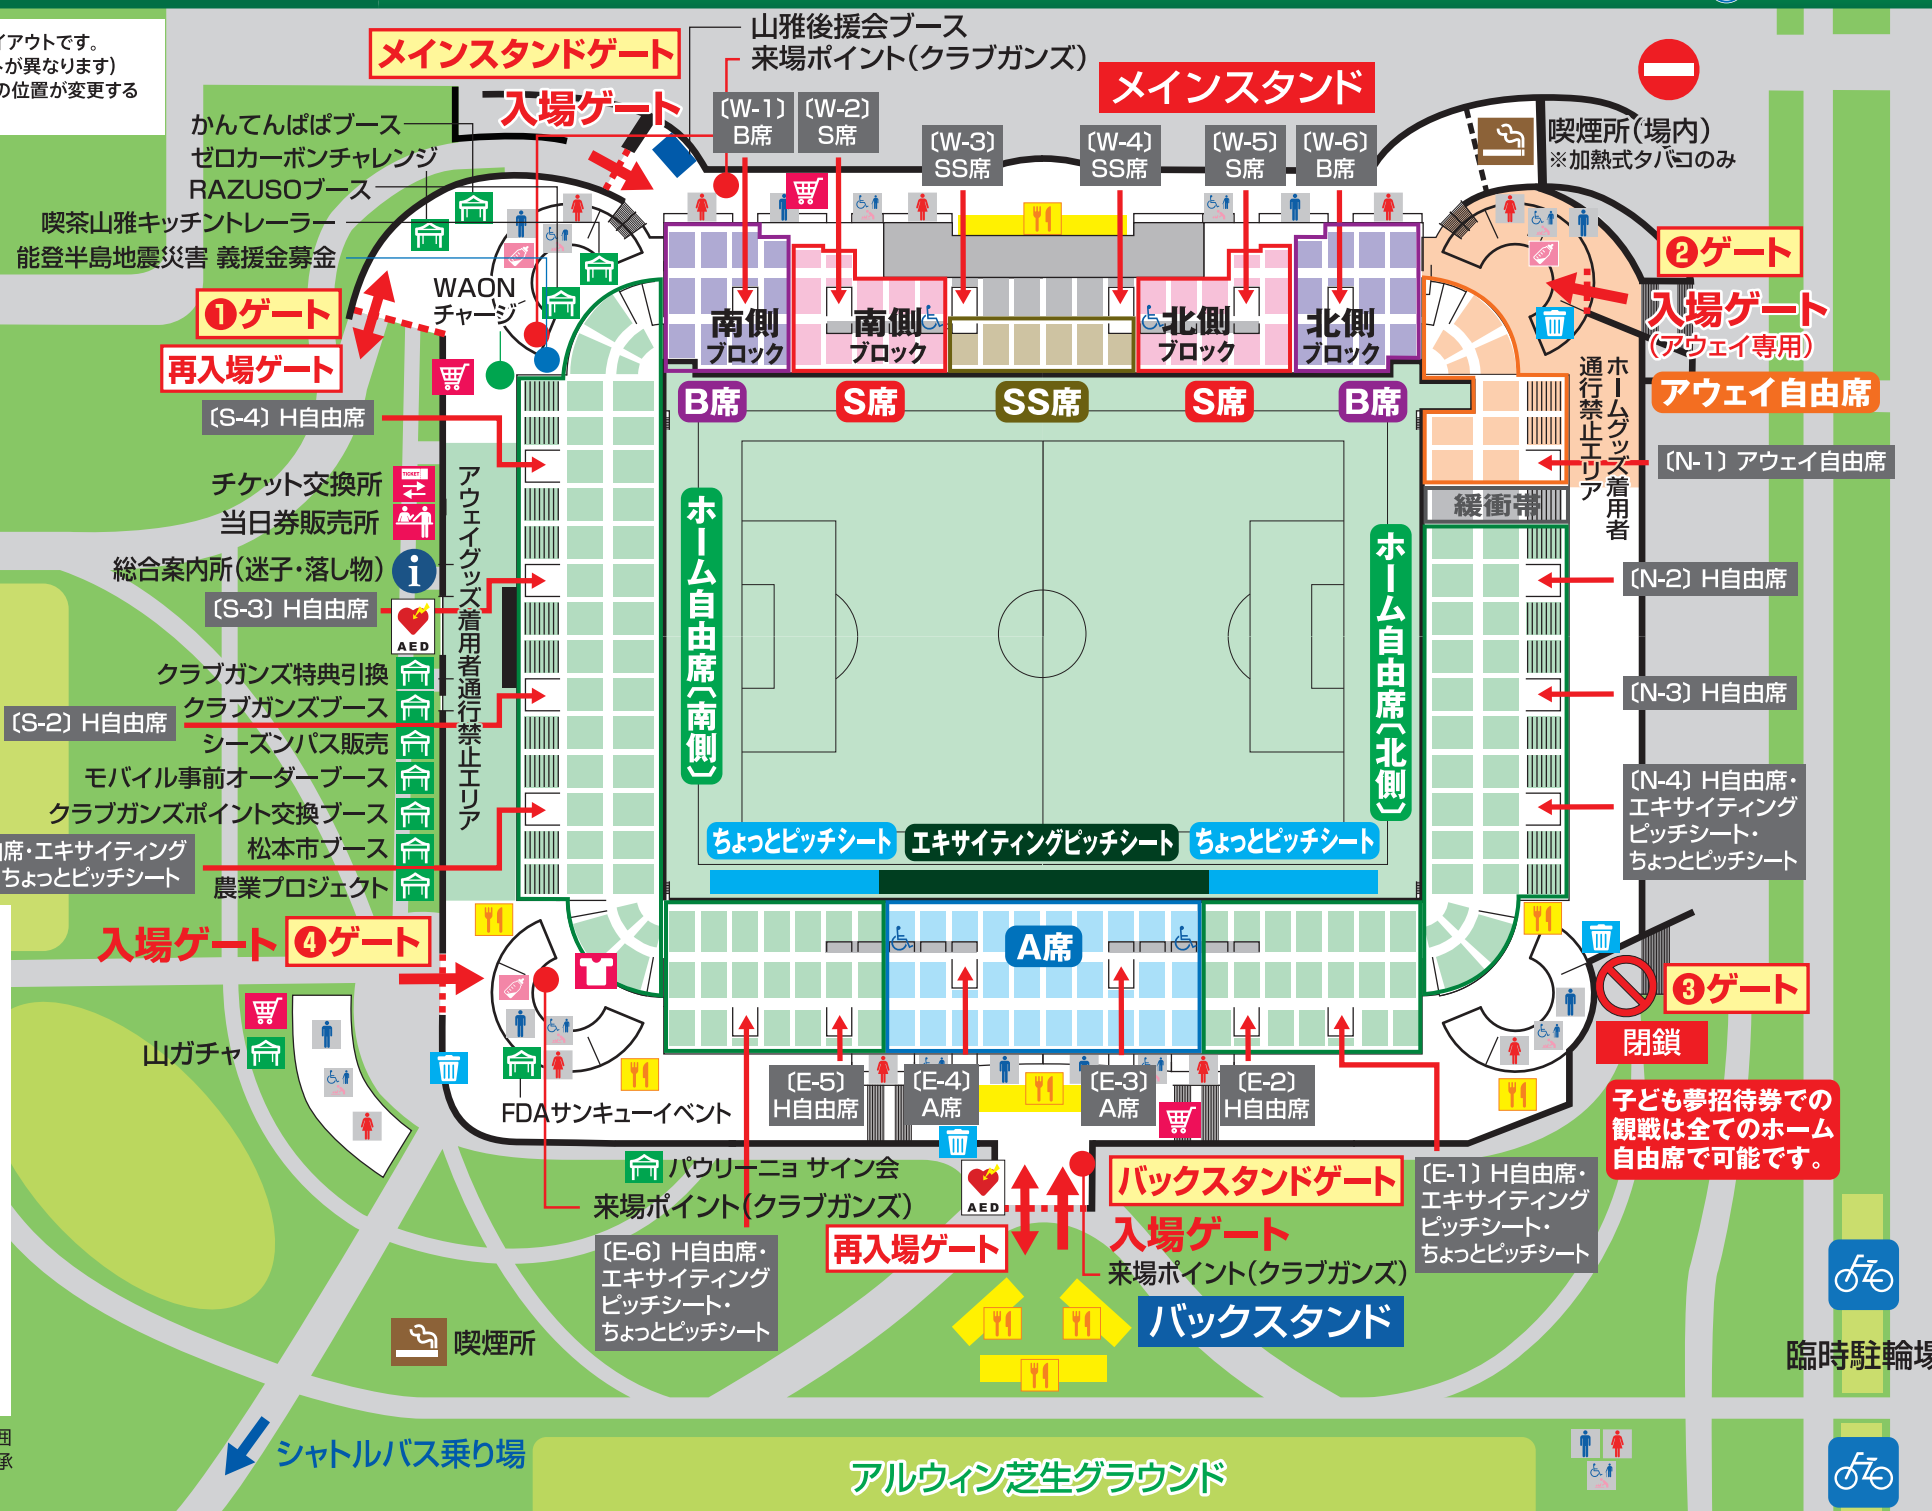 イアウトです。
トが異なります)
の位置が変更する
メインスタンドゲート
入場ゲート
山雅後援会ブース
来場ポイント(クラブガンズ)
メインスタンド
〔W-1〕
B席
〔W-2〕
S席
〔W-3〕
SS席
〔W-4〕
SS席
〔W-5〕
S席
〔W-6〕
B席
喫煙所(場内)
※加熱式タバコのみ
かんてんぱぱブース
ゼロカーボンチャレンジ
RAZUSOブース
喫茶山雅キッチントレーラー
能登半島地震災害 義援金募金
WAON
チャージ
❶ゲート
再入場ゲート
❷ゲート
入場ゲート
(アウェイ専用)
アウェイ自由席
ホームグッズ着用者
通行禁止エリア
南側
ブロック
南側
ブロック
北側
ブロック
北側
ブロック
B席
S席
SS席
S席
B席
〔S-4〕H自由席
〔N-1〕アウェイ自由席
緩衝帯
TICKET
チケット交換所
当日券販売所
総合案内所(迷子・落し物)
i
〔S-3〕H自由席
AED
アウェイグッズ着用者通行禁止エリア
ホーム自由席〔南側〕
ホーム自由席〔北側〕
〔N-2〕H自由席
〔N-3〕H自由席
〔N-4〕H自由席・
エキサイティング
ピッチシート・
ちょっとピッチシート
クラブガンズ特典引換
クラブガンズブース
〔S-2〕H自由席
シーズンパス販売
モバイル事前オーダーブース
クラブガンズポイント交換ブース
松本市ブース
農業プロジェクト
席・エキサイティング
ちょっとピッチシート
ちょっとピッチシート
エキサイティングピッチシート
ちょっとピッチシート
入場ゲート
❹ゲート
A席
❸ゲート
閉鎖
子ども夢招待券での
観戦は全てのホーム
自由席で可能です。
山ガチャ
FDAサンキューイベント
〔E-5〕
H自由席
〔E-4〕
A席
〔E-3〕
A席
〔E-2〕
H自由席
パウリーニョ サイン会
来場ポイント(クラブガンズ)
AED
バックスタンドゲート
入場ゲート
再入場ゲート
来場ポイント(クラブガンズ)
バックスタンド
〔E-1〕H自由席・
エキサイティング
ピッチシート・
ちょっとピッチシート
〔E-6〕H自由席・
エキサイティング
ピッチシート・
ちょっとピッチシート
喫煙所
臨時駐輪場
囲
承
シャトルバス乗り場
アルウィン芝生グラウンド